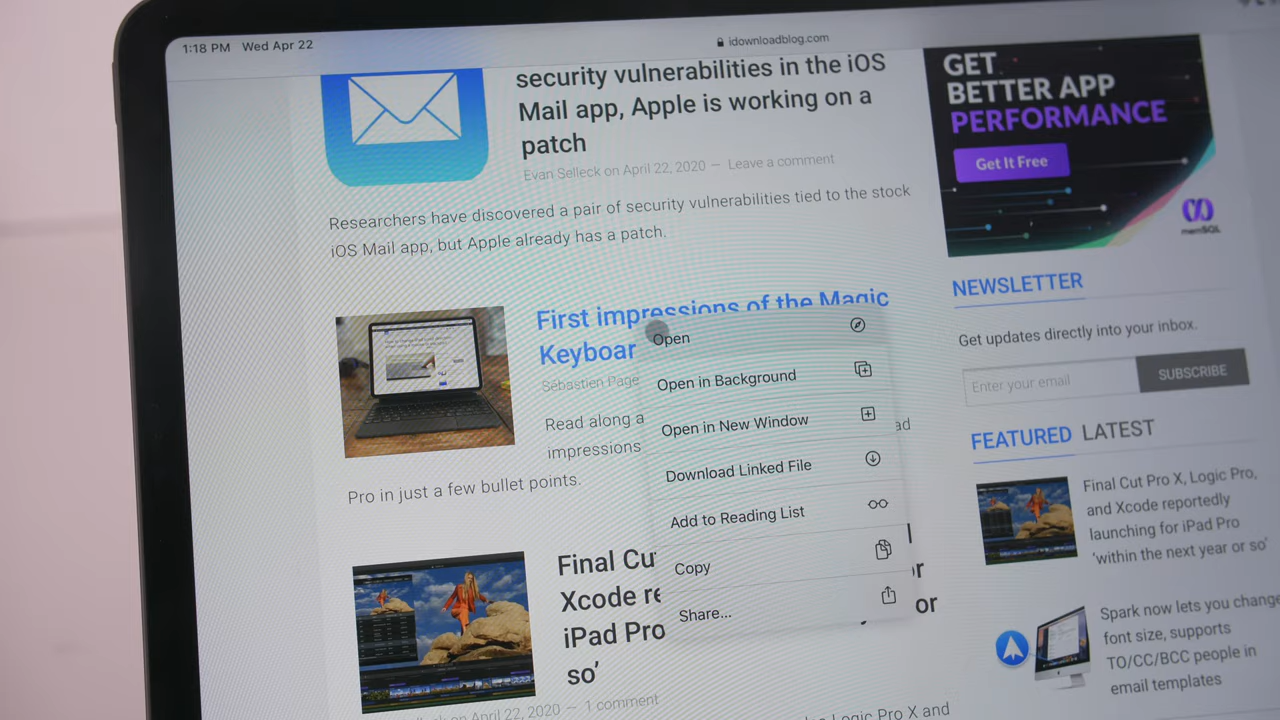 1:18 PM Wed Apr 22
idownloadblog.com
security vulnerabilities in the iOS
Mail app, Apple is working on a
patch
Evan Selleck on April 22, 2020 — Leave a comment
Researchers have discovered a pair of security vulnerabilities tied to the stock
iOS Mail app, but Apple already has a patch.
First impressions of the Magic
Keyboar
Sébastien Page
Read along a
impressions
ad
Pro in just a few bullet points.
Open
Open in Background
Open in New Window
Download Linked File
Add to Reading List
Copy
Share...
Final Cu
Xcode re
or
iPad Pro
or
so’
on April 22, 2020 — 1 comment
Logic Pro X and
GET
BETTER APP
PERFORMANCE
Get It Free
memSQL
NEWSLETTER
Get updates directly into your inbox.
Enter your email
SUBSCRIBE
FEATURED LATEST
Final Cut Pro X, Logic Pro,
and Xcode reportedly
launching for iPad Pro
‘within the next year or so’
Spark now lets you change
font size, supports
TO/CC/BCC people in
email templates